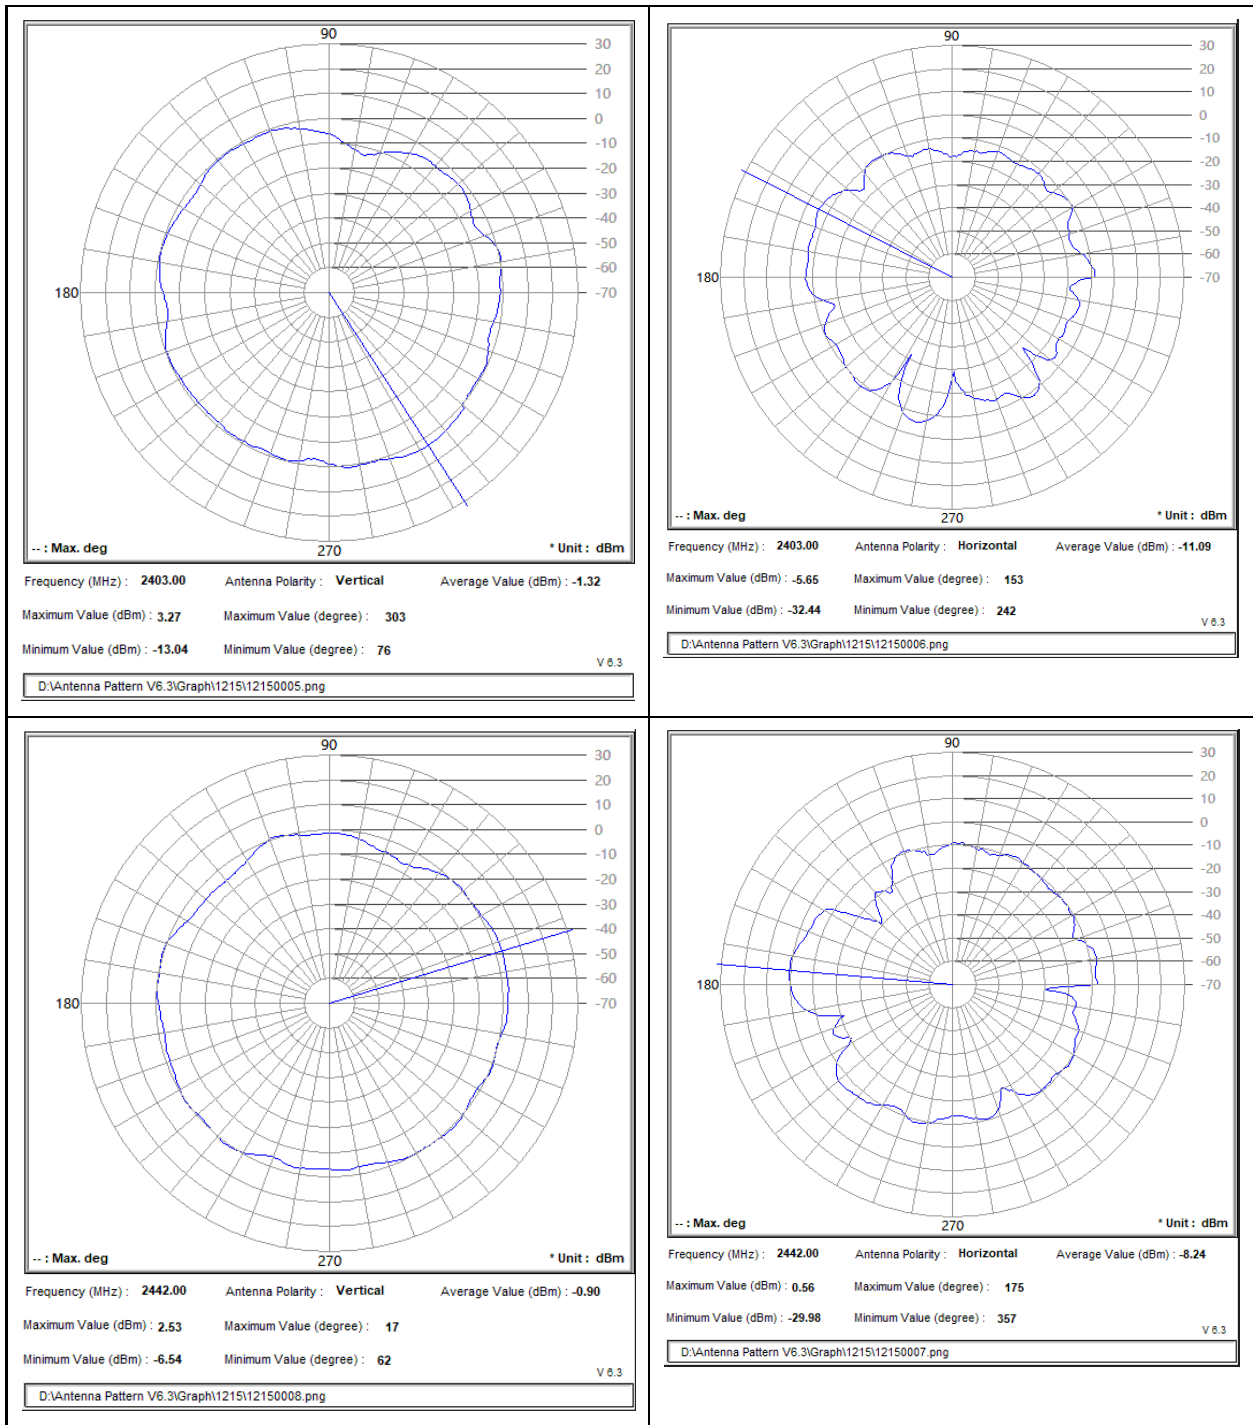 90
30
20
10
0
-10
-20
-30
-40
-50
-60
-70
180
270
-- : Max. deg
* Unit : dBm
Frequency (MHz) : 2403.00 Antenna Polarity : Vertical Average Value (dBm) : -1.32
Maximum Value (dBm) : 3.27 Maximum Value (degree) : 303
Minimum Value (dBm) : -13.04 Minimum Value (degree) : 76
V 6.3
D:\Antenna Pattern V6.3\Graph\1215\12150005.png
90
30
20
10
0
-10
-20
-30
-40
-50
-60
-70
180
270
-- : Max. deg
* Unit : dBm
Frequency (MHz) : 2403.00 Antenna Polarity : Horizontal Average Value (dBm) : -11.09
Maximum Value (dBm) : -5.65 Maximum Value (degree) : 153
Minimum Value (dBm) : -32.44 Minimum Value (degree) : 242
V 6.3
D:\Antenna Pattern V6.3\Graph\1215\12150006.png
90
30
20
10
0
-10
-20
-30
-40
-50
-60
-70
180
270
-- : Max. deg
* Unit : dBm
Frequency (MHz) : 2442.00 Antenna Polarity : Vertical Average Value (dBm) : -0.90
Maximum Value (dBm) : 2.53 Maximum Value (degree) : 17
Minimum Value (dBm) : -6.54 Minimum Value (degree) : 62
V 6.3
D:\Antenna Pattern V6.3\Graph\1215\12150008.png
90
30
20
10
0
-10
-20
-30
-40
-50
-60
-70
180
270
-- : Max. deg
* Unit : dBm
Frequency (MHz) : 2442.00 Antenna Polarity : Horizontal Average Value (dBm) : -8.24
Maximum Value (dBm) : 0.56 Maximum Value (degree) : 175
Minimum Value (dBm) : -29.98 Minimum Value (degree) : 357
V 6.3
D:\Antenna Pattern V6.3\Graph\1215\12150007.png